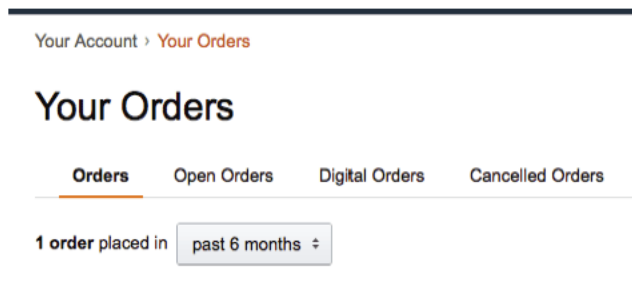 Your Account › Your Orders
Your Orders
Orders Open Orders Digital Orders Cancelled Orders
1 order placed in past 6 months